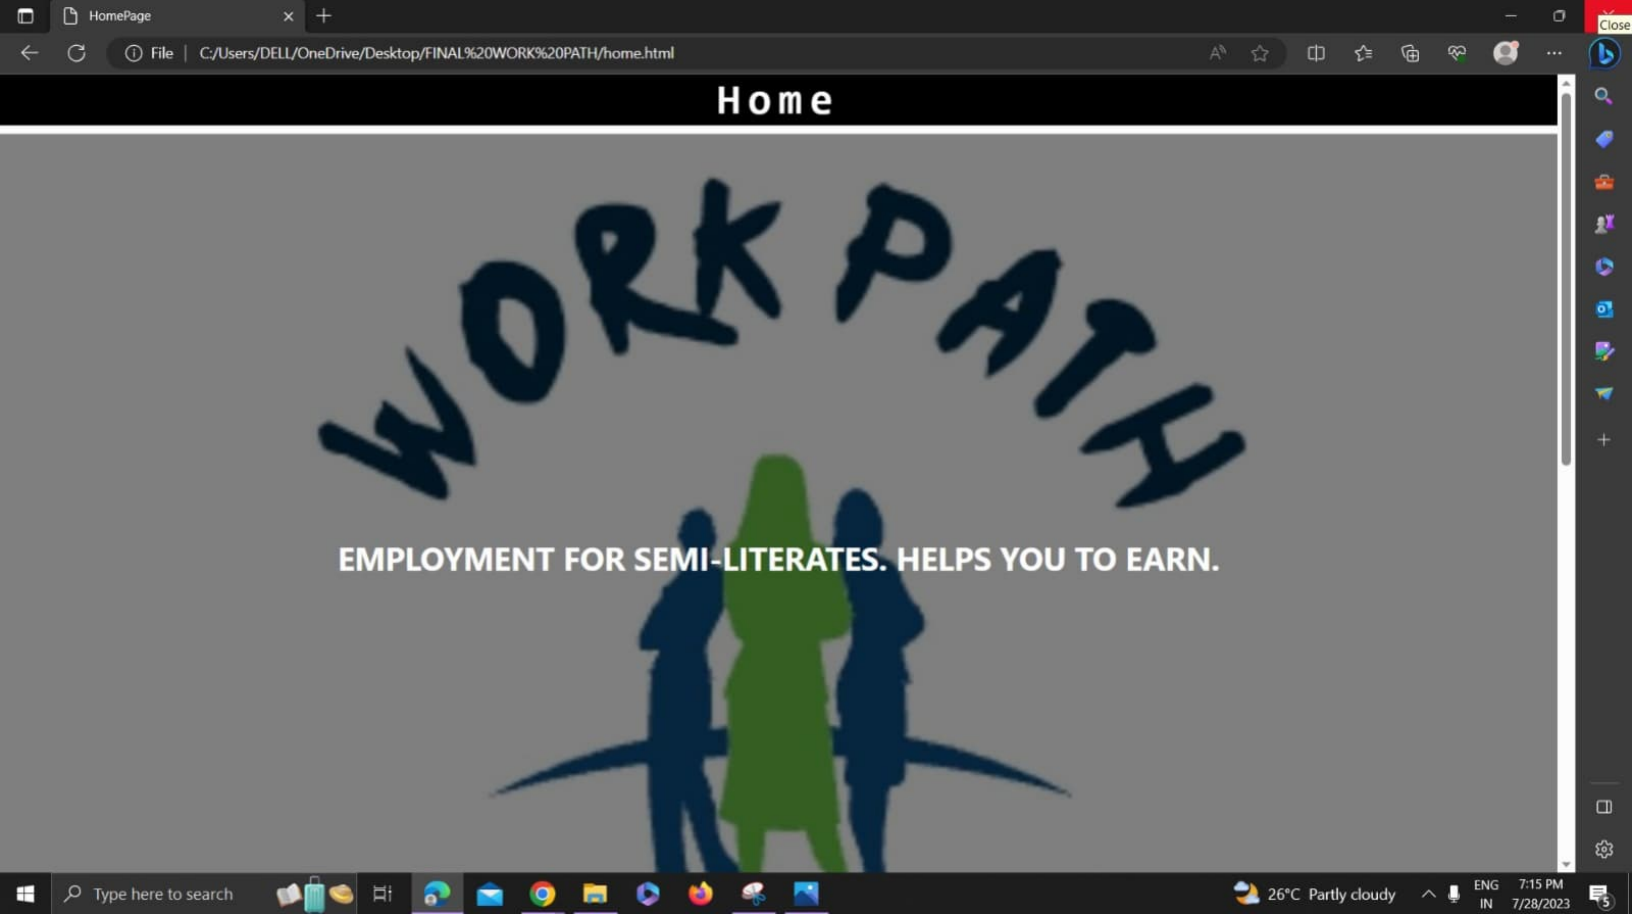 HomePage
Close
File
C:/Users/DELL/OneDrive/Desktop/FINAL%20WORK%20PATH/home.html
Home
WORK PATH
EMPLOYMENT FOR SEMI-LITERATES. HELPS YOU TO EARN.
Type here to search
26°C Partly cloudy
ENG
IN
7:15 PM
7/28/2023
5